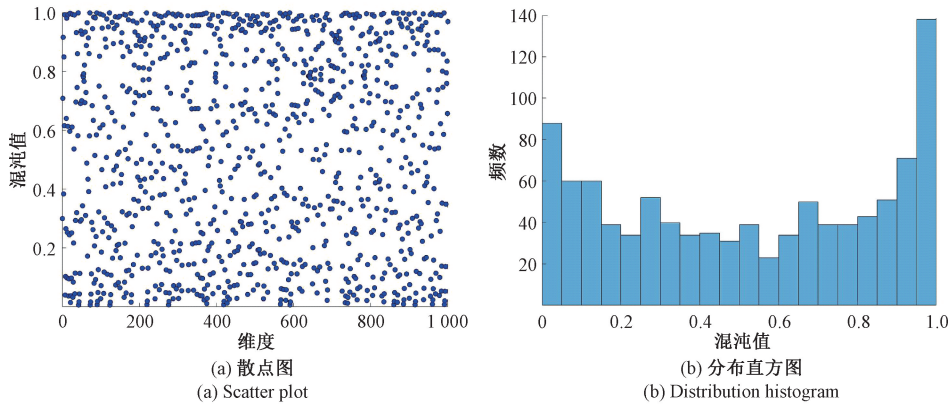 1.0
0.8
0.6
0.4
0.2
混沌值
0 200 400 600 800 1 000
维度
(a) 散点图
(a) Scatter plot
140
120
100
80
60
40
20
频数
0 0.2 0.4 0.6 0.8 1.0
混沌值
(b) 分布直方图
(b) Distribution histogram